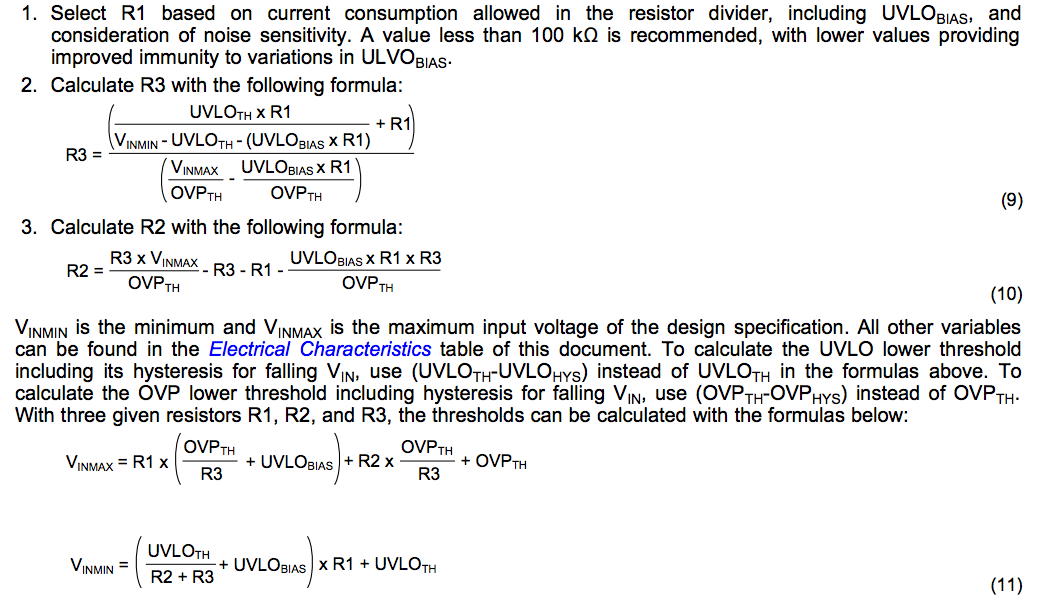 1. Select R1 based on current consumption allowed in the resistor divider, including UVLOBIAS, and
consideration of noise sensitivity. A value less than 100 kΩ is recommended, with lower values providing
improved immunity to variations in ULVOBIAS.
2. Calculate R3 with the following formula:
UVLOTH x R1
+ R1
VINMIN - UVLOTH - (UVLOBIAS x R1)
R3 =
VINMAX - UVLOBIAS x R1
OVPTH OVPTH
(9)
3. Calculate R2 with the following formula:
R3 x VINMAX UVLOBIAS x R1 x R3
R2 = - R3 - R1 -
OVPTH OVPTH
(10)
VINMIN is the minimum and VINMAX is the maximum input voltage of the design specification. All other variables
can be found in the Electrical Characteristics table of this document. To calculate the UVLO lower threshold
including its hysteresis for falling VIN, use (UVLOTH-UVLOHYS) instead of UVLOTH in the formulas above. To
calculate the OVP lower threshold including hysteresis for falling VIN, use (OVPTH-OVPHYS) instead of OVPTH.
With three given resistors R1, R2, and R3, the thresholds can be calculated with the formulas below:
OVPTH OVPTH
VINMAX = R1 x ( + UVLOBIAS) + R2 x + OVPTH
R3 R3
UVLOTH
VINMIN = ( + UVLOBIAS) x R1 + UVLOTH
R2 + R3
(11)